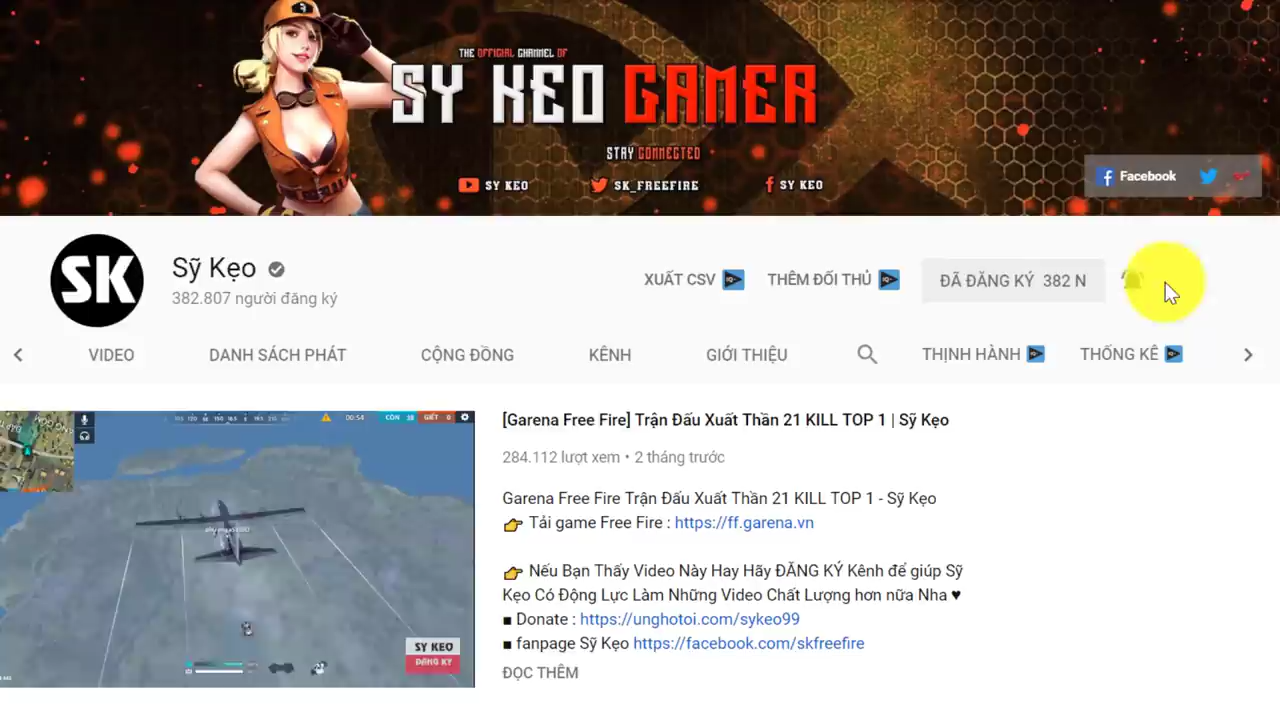 THE OFFICIAL CHANNEL OF
SY KEO GAMER
STAY CONNECTED
SY KEO SK_FREEFIRE SY KEO
Facebook
SK
Sỹ Kẹo
382.807 người đăng ký
XUẤT CSV THÊM ĐỐI THỦ ĐÃ ĐĂNG KÝ 382 N
VIDEO DANH SÁCH PHÁT CỘNG ĐỒNG KÊNH GIỚI THIỆU THỊNH HÀNH THỐNG KÊ
00:54 CÒN GIẾT 0
SY KEO
ĐĂNG KÝ
[Garena Free Fire] Trận Đấu Xuất Thần 21 KILL TOP 1 | Sỹ Kẹo
284.112 lượt xem • 2 tháng trước
Garena Free Fire Trận Đấu Xuất Thần 21 KILL TOP 1 - Sỹ Kẹo
👉 Tải game Free Fire : https://ff.garena.vn
👉 Nếu Bạn Thấy Video Này Hay Hãy ĐĂNG KÝ Kênh để giúp Sỹ
Kẹo Có Động Lực Làm Những Video Chất Lượng hơn nữa Nha ♥
■ Donate : https://unghotoi.com/sykeo99
■ fanpage Sỹ Kẹo https://facebook.com/skfreefire
ĐỌC THÊM